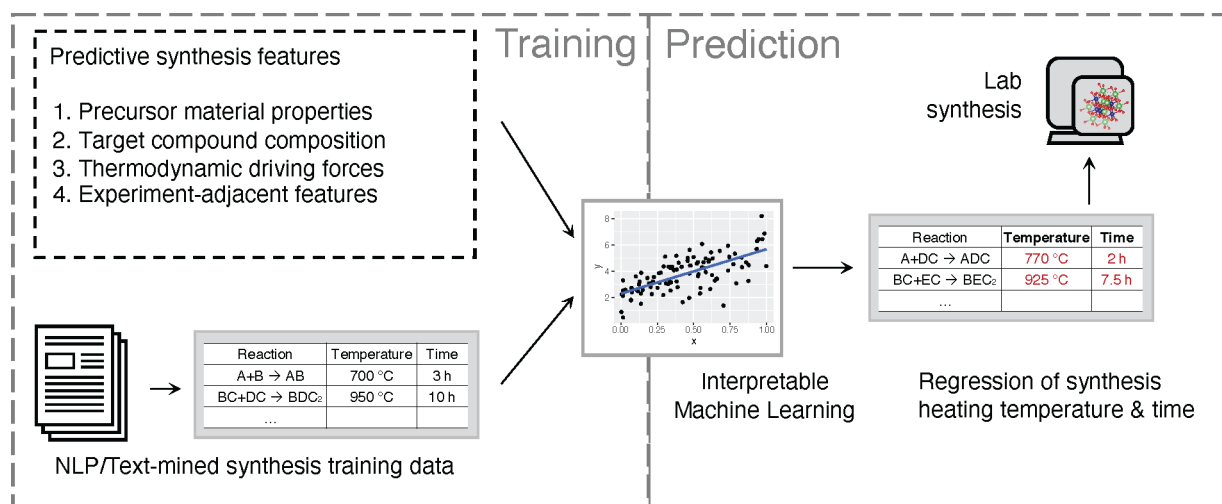 Training
Prediction
Predictive synthesis features
1. Precursor material properties
2. Target compound composition
3. Thermodynamic driving forces
4. Experiment-adjacent features
Reaction Temperature Time
A+B → AB 700 °C 3 h
BC+DC → BDC₂ 950 °C 10 h
...
NLP/Text-mined synthesis training data
8
6
y
4
2
0.00 0.25 0.50 0.75 1.00
x
Interpretable
Machine Learning
Lab
synthesis
Reaction Temperature Time
A+DC → ADC 770 °C 2 h
BC+EC → BEC₂ 925 °C 7.5 h
...
Regression of synthesis
heating temperature & time